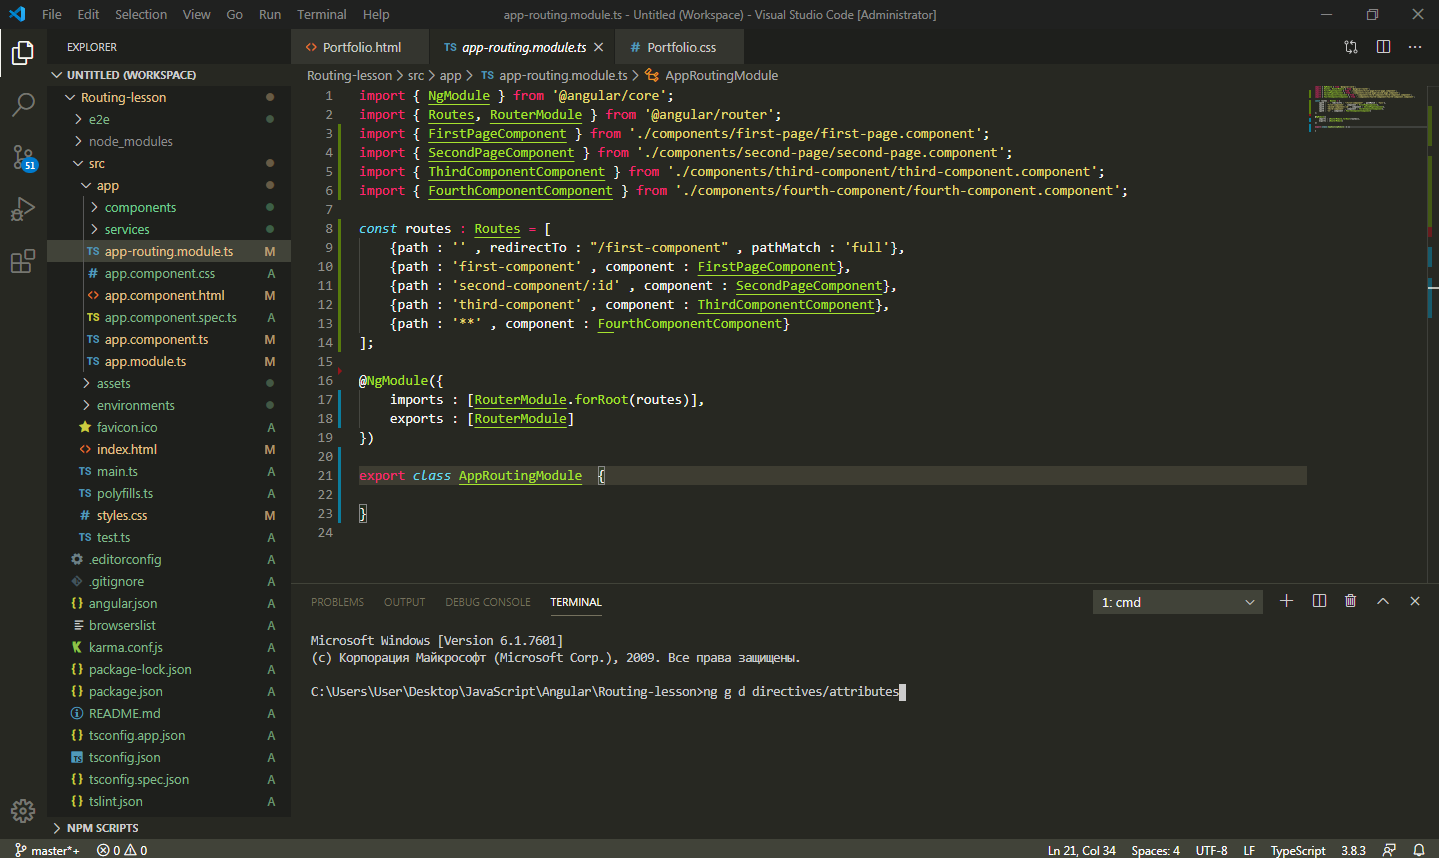 File Edit Selection View Go Run Terminal Help
app-routing.module.ts - Untitled (Workspace) - Visual Studio Code [Administrator]
EXPLORER
UNTITLED (WORKSPACE)
Routing-lesson
e2e
node_modules
src
app
components
services
TS app-routing.module.ts M
# app.component.css A
<> app.component.html M
TS app.component.spec.ts A
TS app.component.ts M
TS app.module.ts M
assets
environments
favicon.ico A
<> index.html M
TS main.ts A
TS polyfills.ts A
# styles.css M
TS test.ts A
.editorconfig A
.gitignore A
{} angular.json A
browserslist A
karma.conf.js A
{} package-lock.json A
{} package.json A
README.md A
{} tsconfig.app.json A
TS tsconfig.json A
{} tsconfig.spec.json A
{} tslint.json A
NPM SCRIPTS
51
<> Portfolio.html
TS app-routing.module.ts
# Portfolio.css
Routing-lesson > src > app > TS app-routing.module.ts > AppRoutingModule
1 import { NgModule } from '@angular/core';
2 import { Routes, RouterModule } from '@angular/router';
3 import { FirstPageComponent } from './components/first-page/first-page.component';
4 import { SecondPageComponent } from './components/second-page/second-page.component';
5 import { ThirdComponentComponent } from './components/third-component/third-component.component';
6 import { FourthComponentComponent } from './components/fourth-component/fourth-component.component';
7
8 const routes : Routes = [
9 {path : '' , redirectTo : "/first-component" , pathMatch : 'full'},
10 {path : 'first-component' , component : FirstPageComponent},
11 {path : 'second-component/:id' , component : SecondPageComponent},
12 {path : 'third-component' , component : ThirdComponentComponent},
13 {path : '**' , component : FourthComponentComponent}
14 ];
15
16 @NgModule({
17 imports : [RouterModule.forRoot(routes)],
18 exports : [RouterModule]
19 })
20
21 export class AppRoutingModule {
22
23 }
24
PROBLEMS OUTPUT DEBUG CONSOLE TERMINAL
1: cmd
Microsoft Windows [Version 6.1.7601]
(c) Корпорация Майкрософт (Microsoft Corp.), 2009. Все права защищены.
C:\Users\User\Desktop\JavaScript\Angular\Routing-lesson>ng g d directives/attributes
master*+ 0 0
Ln 21, Col 34 Spaces: 4 UTF-8 LF TypeScript 3.8.3